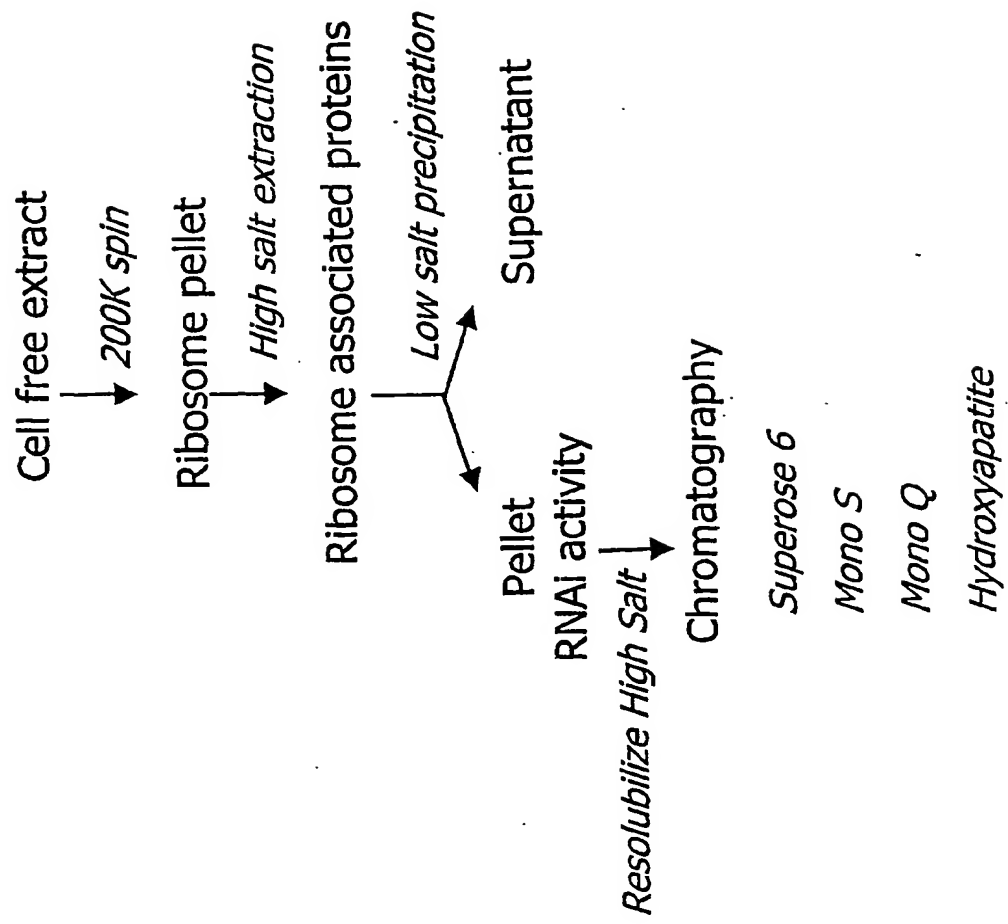 Cell free extract
200K spin
Ribosome pellet
High salt extraction
Ribosome associated proteins
Low salt precipitation
Pellet
Supernatant
RNAi activity
Resolubilize High Salt
Chromatography
Superose 6
Mono S
Mono Q
Hydroxyapatite